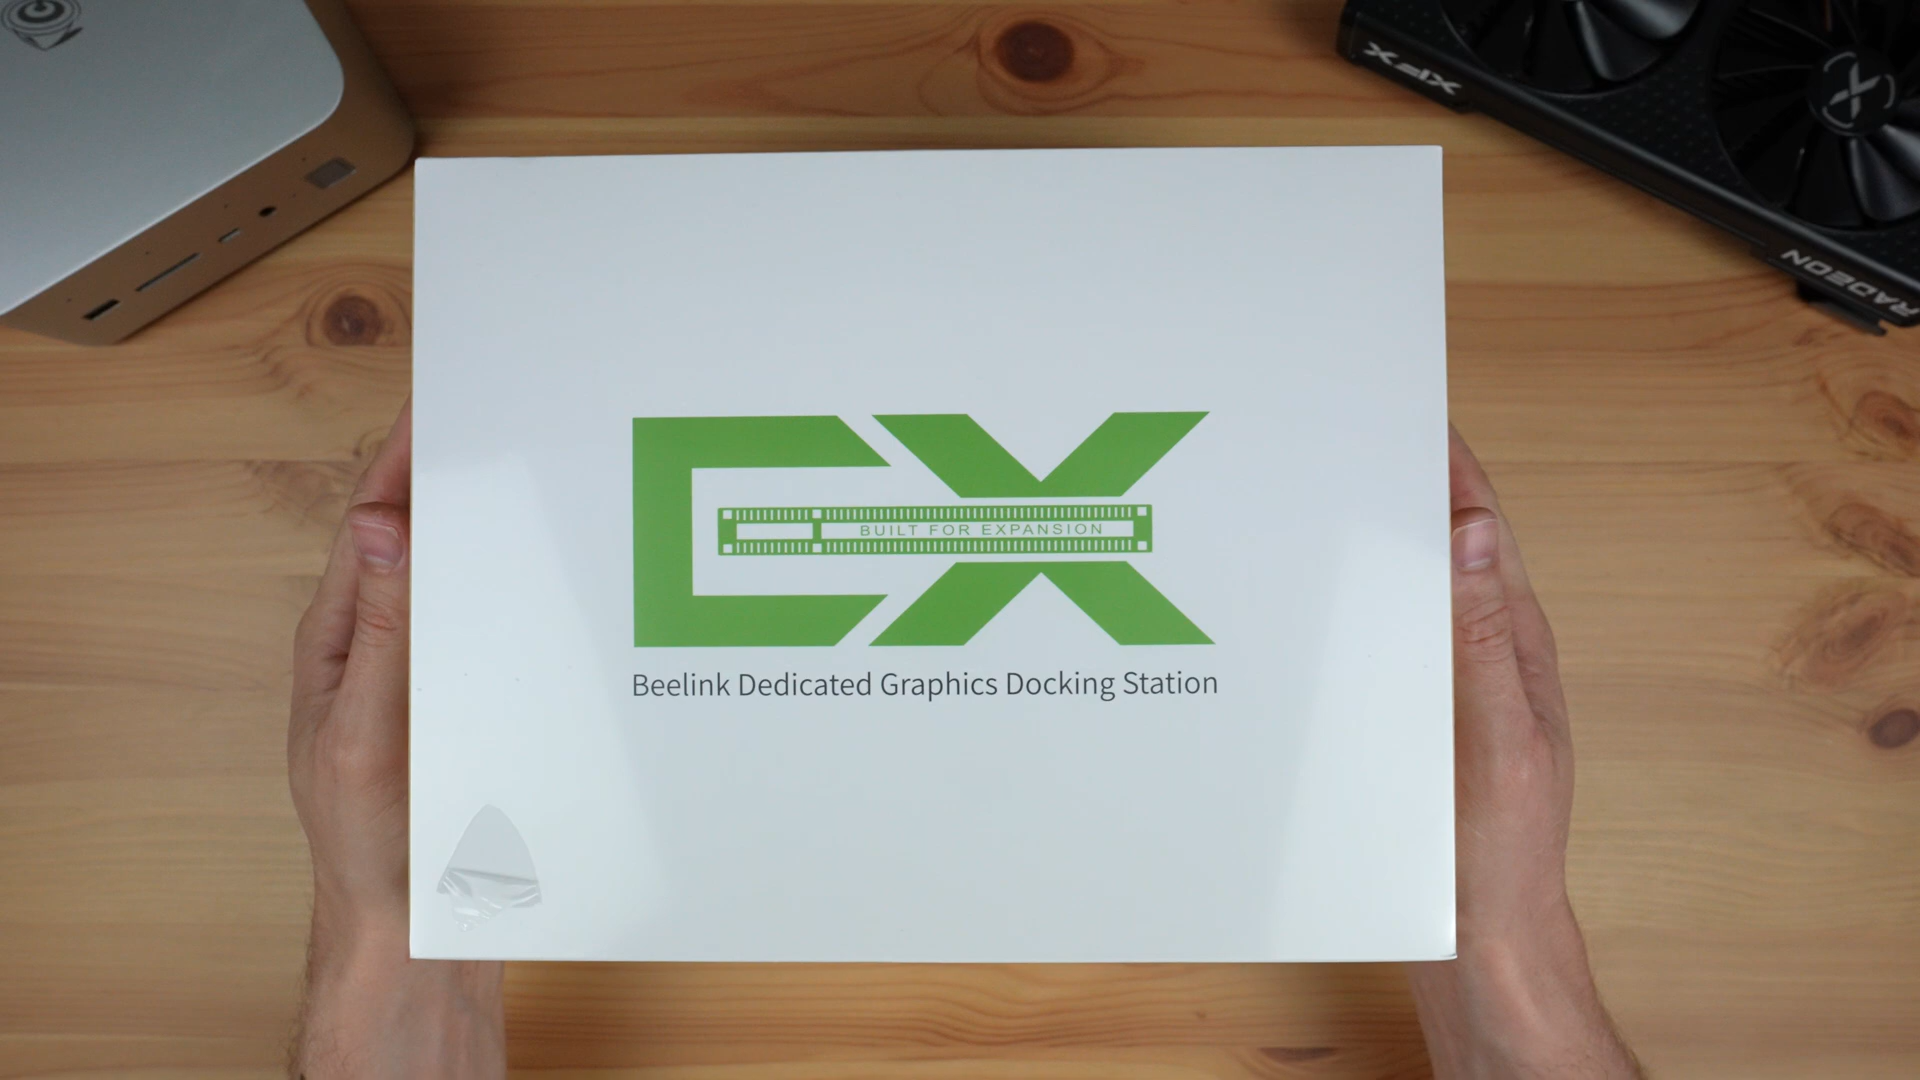 XFX
RADEON
EX
BUILT FOR EXPANSION
Beelink Dedicated Graphics Docking Station